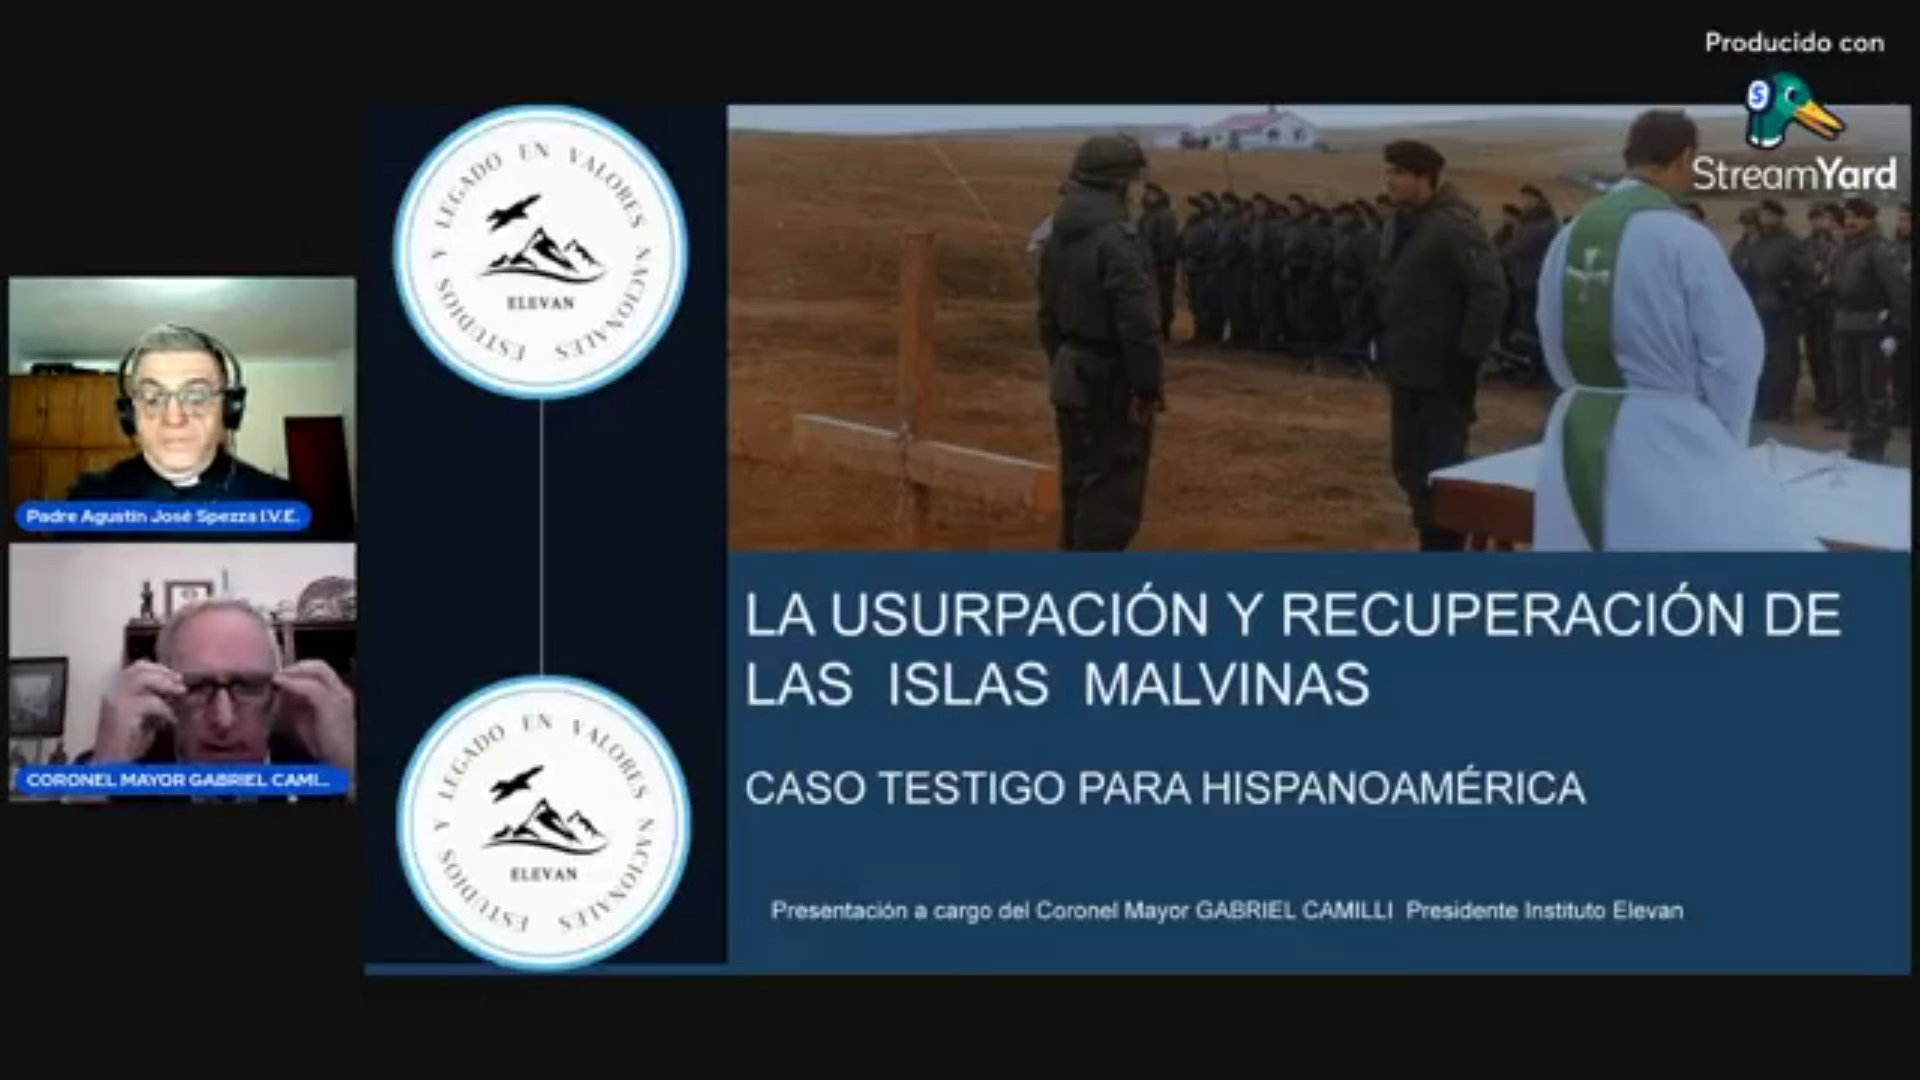 Producido con
StreamYard
ESTUDIOS Y LEGADO EN VALORES NACIONALES
ELEVAN
Padre Agustín José Spezza I.V.E.
CORONEL MAYOR GABRIEL CAMI...
LA USURPACIÓN Y RECUPERACIÓN DE
LAS ISLAS MALVINAS
CASO TESTIGO PARA HISPANOAMÉRICA
Presentación a cargo del Coronel Mayor GABRIEL CAMILLI Presidente Instituto Elevan
ESTUDIOS Y LEGADO EN VALORES NACIONALES
ELEVAN